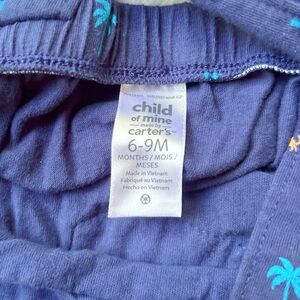 child
of mine
made by
carter's
6-9M
MONTHS / MOIS /
MESES
Made in Vietnam
Fabriqué au Vietnam
Hecho en Vietnam